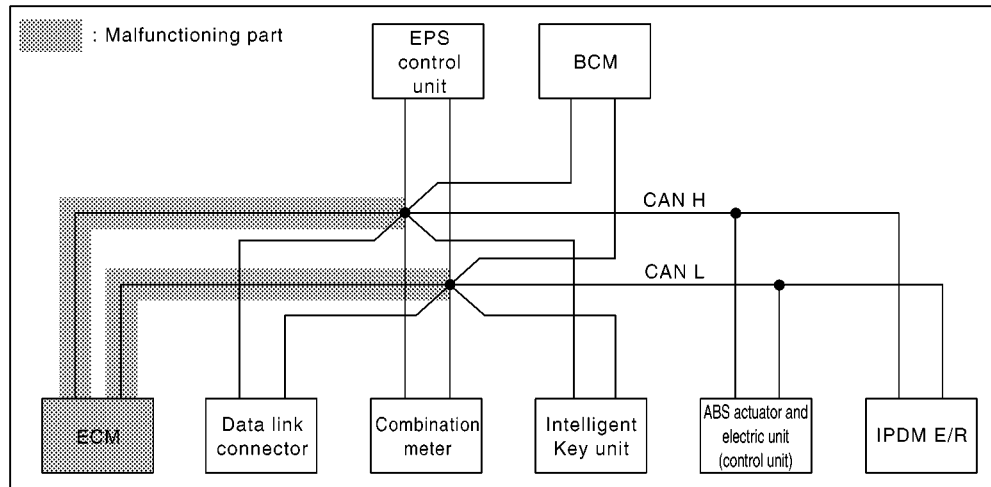 : Malfunctioning part
EPS
control
unit
BCM
CAN H
CAN L
ECM
Data link
connector
Combination
meter
Intelligent
Key unit
ABS actuator and
electric unit
(control unit)
IPDM E/R